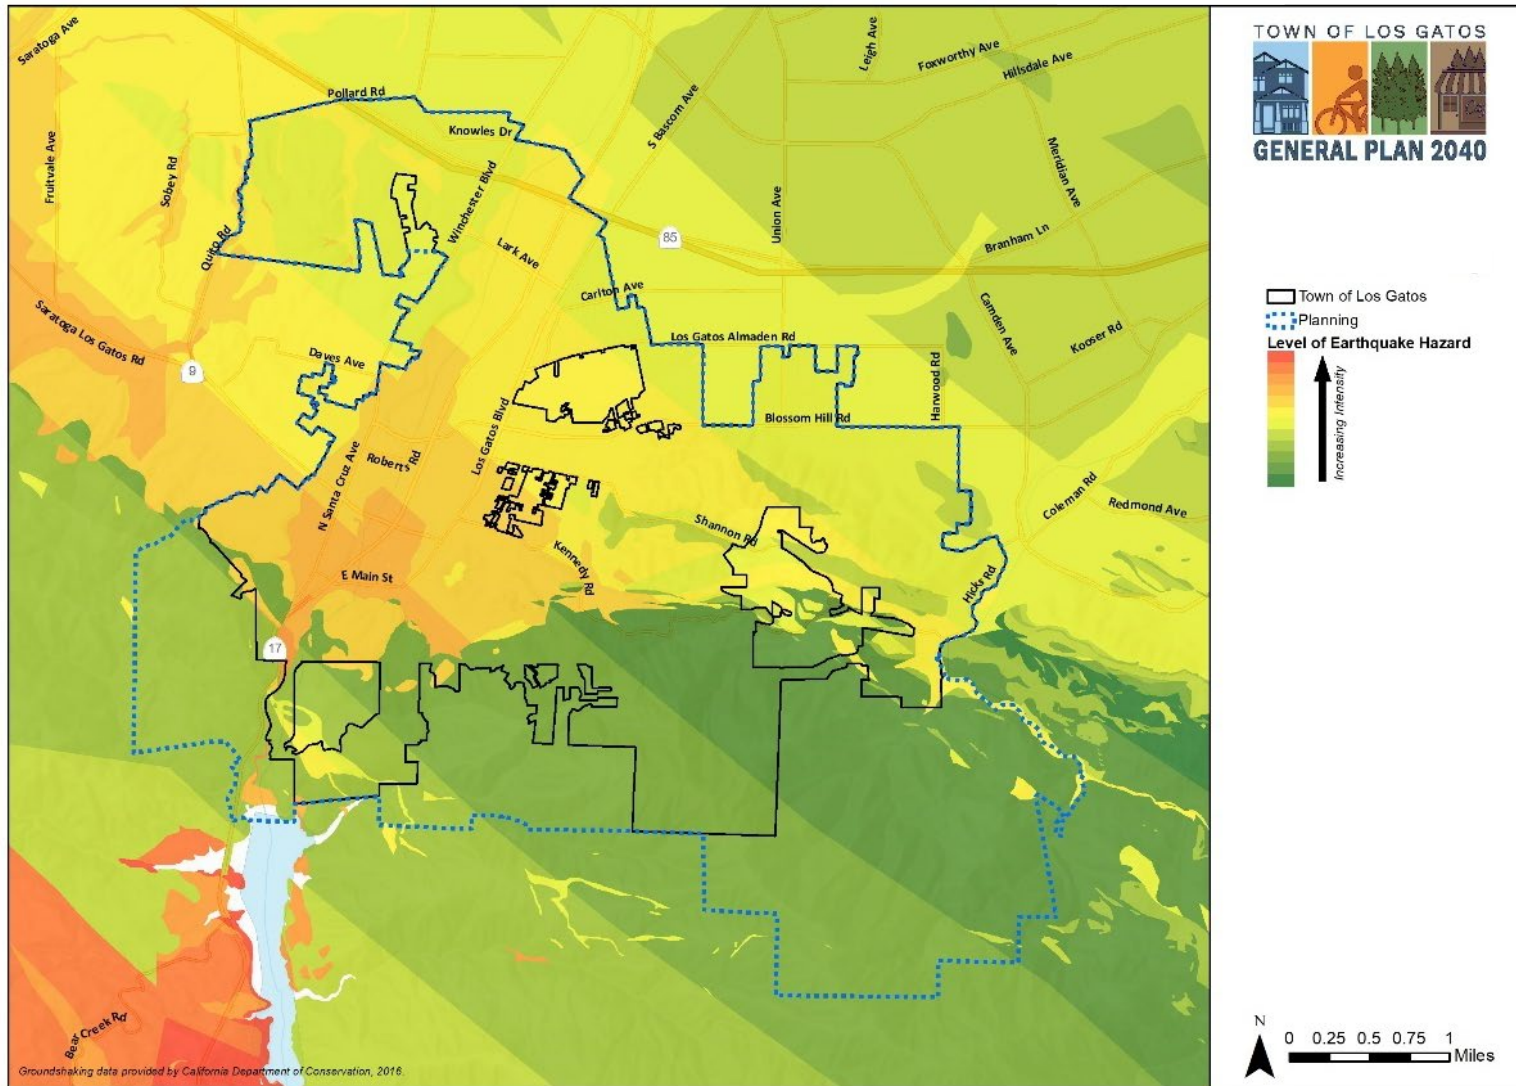 Saratoga Ave
Pollard Rd
Knowles Dr
S Bascom Ave
Leigh Ave
Foxworthy Ave
Hillsdale Ave
Fruitvale Ave
Sobey Rd
Quito Rd
Winchester Blvd
Lark Ave
85
Union Ave
Meridian Ave
Branham Ln
Carlton Ave
Camden Ave
Kooser Rd
Saratoga Los Gatos Rd
9
Daves Ave
Los Gatos Almaden Rd
Harwood Rd
Blossom Hill Rd
Los Gatos Blvd
Roberts Rd
N Santa Cruz Ave
Coleman Rd
Redmond Ave
Shannon Rd
Kennedy Rd
E Main St
Hicks Rd
17
Bear Creek Rd
Groundshaking data provided by California Department of Conservation, 2016.
TOWN OF LOS GATOS
GENERAL PLAN 2040
Town of Los Gatos
Planning
Level of Earthquake Hazard
Increasing Intensity
N
0 0.25 0.5 0.75 1
Miles